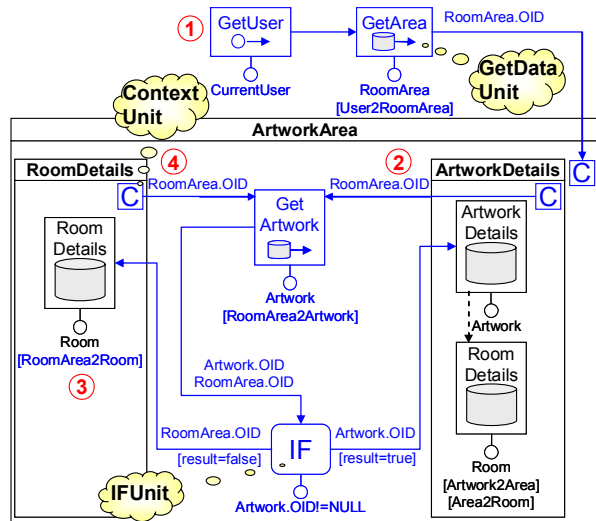 1
GetUser
CurrentUser
GetArea
RoomArea
[User2RoomArea]
RoomArea.OID
GetData
Unit
Context
Unit
ArtworkArea
RoomDetails
4
C
RoomArea.OID
2
RoomArea.OID
ArtworkDetails
C
C
Room
Details
Room
[RoomArea2Room]
3
Get
Artwork
Artwork
[RoomArea2Artwork]
Artwork
Details
Artwork
Room
Details
Room
[Artwork2Area]
[Area2Room]
Artwork.OID
RoomArea.OID
RoomArea.OID
[result=false]
IF
Artwork.OID
[result=true]
Artwork.OID!=NULL
IFUnit